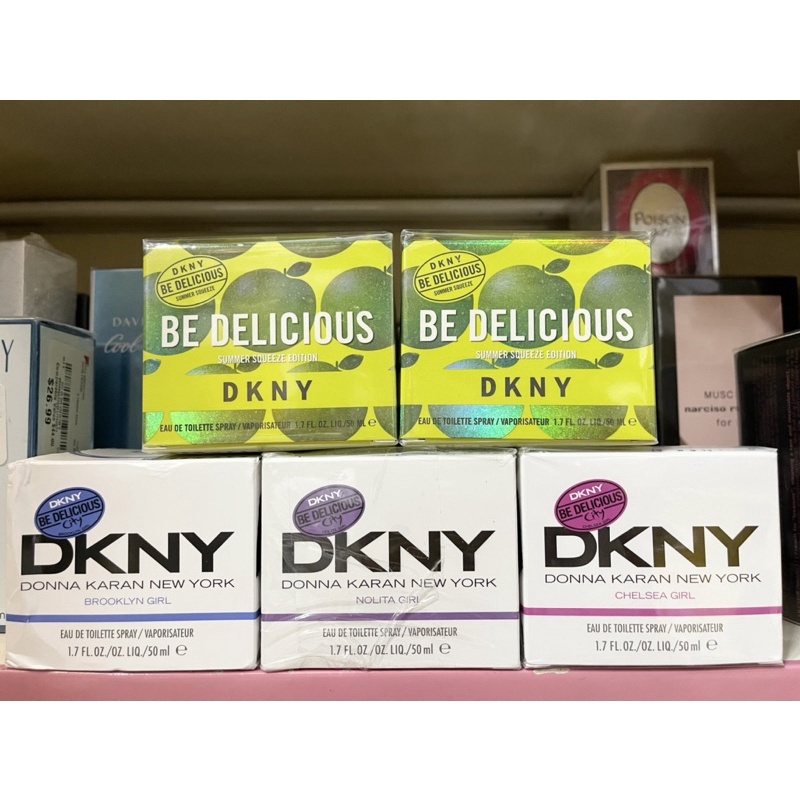 POISON
DKNY
BE DELICIOUS
SUMMER SQUEEZE
BE DELICIOUS
SUMMER SQUEEZE EDITION
DKNY
EAU DE TOILETTE SPRAY / VAPORISATEUR 1.7 FL. OZ. LIQ./50 ML ℮
DKNY
BE DELICIOUS
SUMMER SQUEEZE
BE DELICIOUS
SUMMER SQUEEZE EDITION
DKNY
EAU DE TOILETTE SPRAY / VAPORISATEUR 1.7 FL. OZ. LIQ./50 ML ℮
DAV
Cool
$26.99
Y
MUSC
narciso r
for
DKNY
BE DELICIOUS
City
DKNY
DONNA KARAN NEW YORK
BROOKLYN GIRL
EAU DE TOILETTE SPRAY / VAPORISATEUR
1.7 FL. OZ./OZ. LIQ./50 ml ℮
DKNY
BE DELICIOUS
City
DKNY
DONNA KARAN NEW YORK
NOLITA GIRL
EAU DE TOILETTE SPRAY / VAPORISATEUR
1.7 FL. OZ./OZ. LIQ./50 ml ℮
DKNY
BE DELICIOUS
City
DKNY
DONNA KARAN NEW YORK
CHELSEA GIRL
EAU DE TOILETTE SPRAY / VAPORISATEUR
1.7 FL. OZ./OZ. LIQ./50 ml ℮